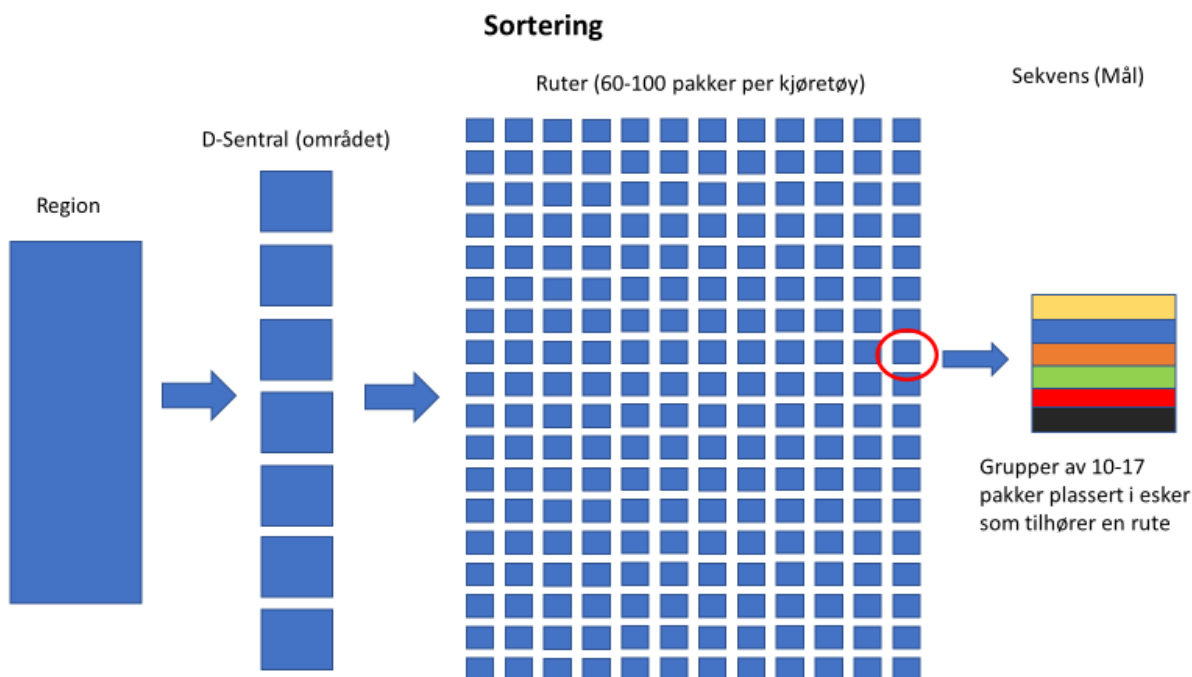 Sortering
Ruter (60-100 pakker per kjøretøy)
Sekvens (Mål)
D-Sentral (området)
Region
Grupper av 10-17
pakker plassert i esker
som tilhører en rute